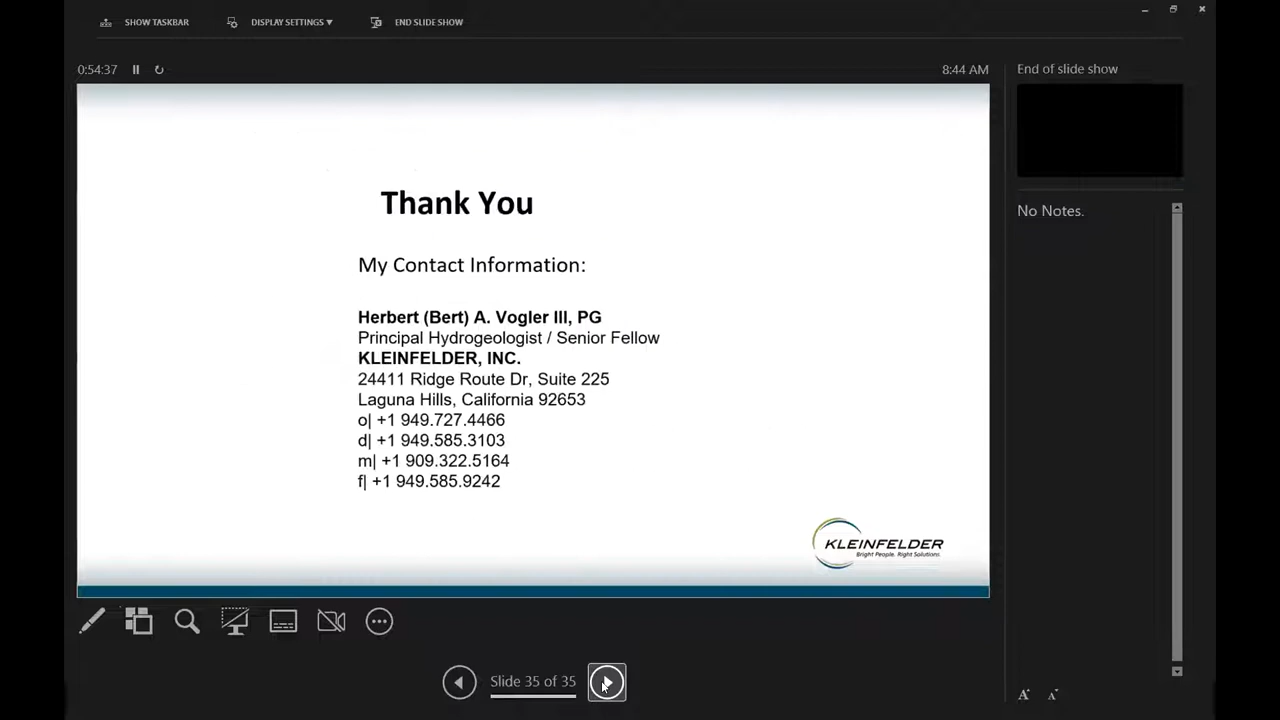 SHOW TASKBAR
DISPLAY SETTINGS ▾
END SLIDE SHOW
0:54:37
8:44 AM
End of slide show
No Notes.
Thank You
My Contact Information:
Herbert (Bert) A. Vogler III, PG
Principal Hydrogeologist / Senior Fellow
KLEINFELDER, INC.
24411 Ridge Route Dr, Suite 225
Laguna Hills, California 92653
o| +1 949.727.4466
d| +1 949.585.3103
m| +1 909.322.5164
f| +1 949.585.9242
KLEINFELDER
Bright People. Right Solutions.
Slide 35 of 35
A
A